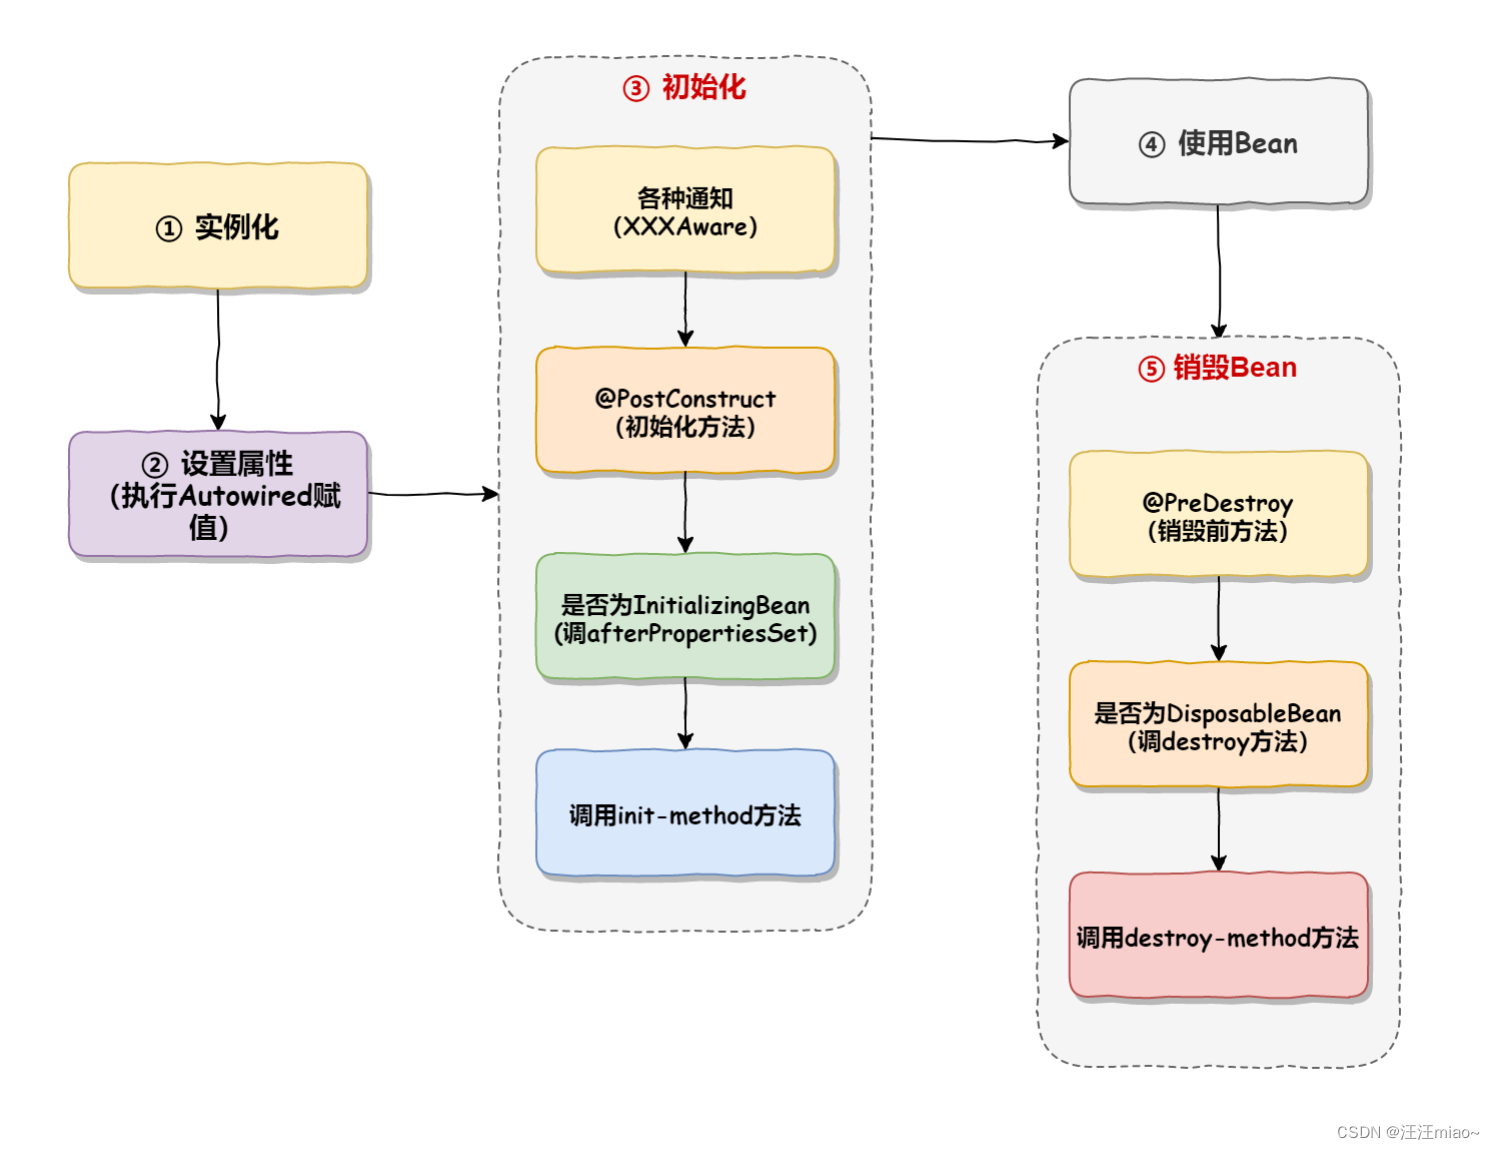 ① 实例化
② 设置属性
(执行Autowired赋
值)
③ 初始化
各种通知
(XXXAware)
@PostConstruct
(初始化方法)
是否为InitializingBean
(调afterPropertiesSet)
调用init-method方法
④ 使用Bean
⑤ 销毁Bean
@PreDestroy
(销毁前方法)
是否为DisposableBean
(调destroy方法)
调用destroy-method方法
CSDN @汪汪miao~